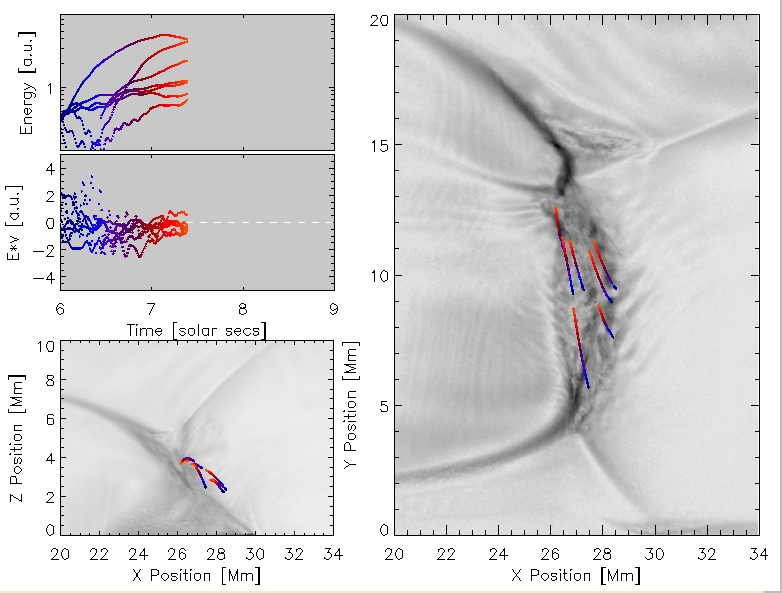 Energy [a.u.]
1
E*v [a.u.]
4
2
0
−2
−4
6 7 8 9
Time [solar secs]
Z Position [Mm]
10
8
6
4
2
0
20 22 24 26 28 30 32 34
X Position [Mm]
Y Position [Mm]
20
15
10
5
0
20 22 24 26 28 30 32 34
X Position [Mm]